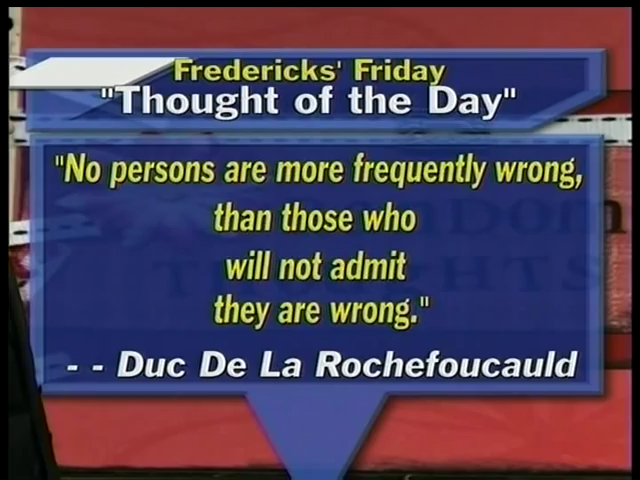 Fredericks' Friday
"Thought of the Day"
"No persons are more frequently wrong,
than those who
will not admit
they are wrong."
- - Duc De La Rochefoucauld
THOUGHTS